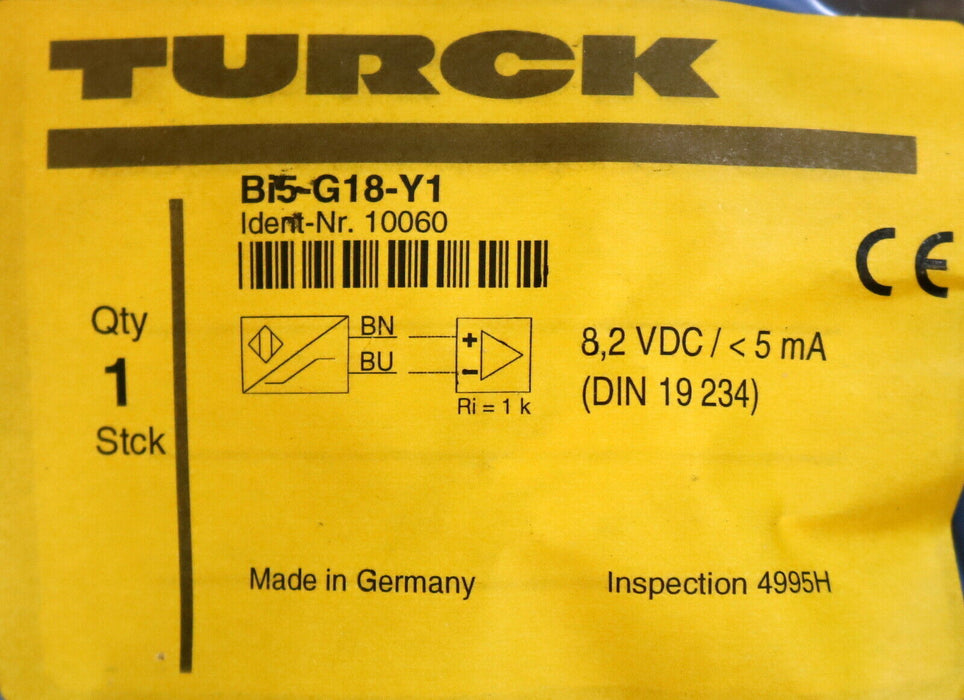 TURCK
Bi5-G18-Y1
Ident-Nr. 10060
Qty
1
Stck
BN
BU
+
-
Ri = 1 k
8,2 VDC / < 5 mA
(DIN 19 234)
CE
Made in Germany
Inspection 4995H